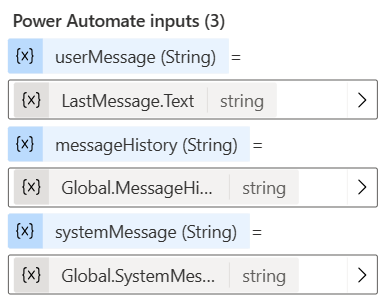 Power Automate inputs (3)
{x} userMessage (String) =
{x} LastMessage.Text string
{x} messageHistory (String) =
{x} Global.MessageHi... string
{x} systemMessage (String) =
{x} Global.SystemMes... string